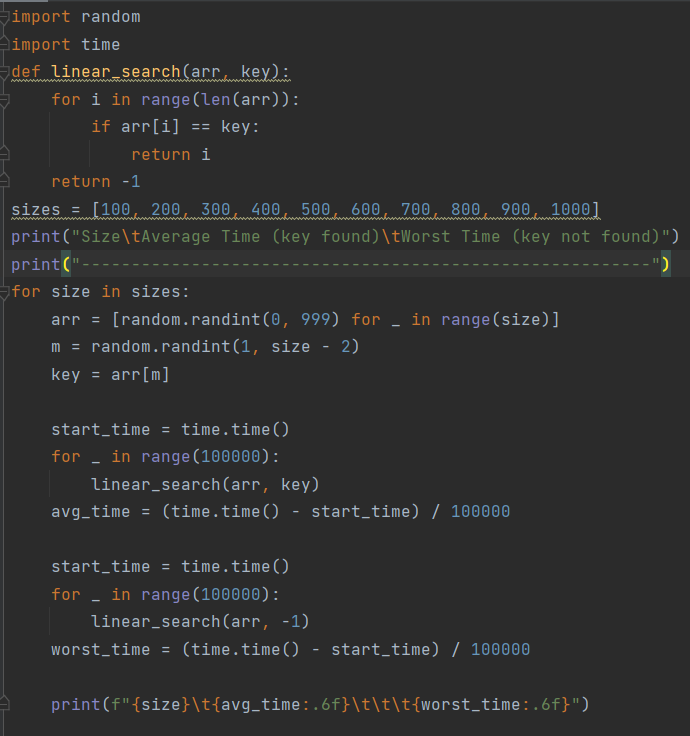 import random
import time
def linear_search(arr, key):
    for i in range(len(arr)):
        if arr[i] == key:
            return i
    return -1
sizes = [100, 200, 300, 400, 500, 600, 700, 800, 900, 1000]
print("Size\tAverage Time (key found)\tWorst Time (key not found)")
print("---------------------------------------------------------")
for size in sizes:
    arr = [random.randint(0, 999) for _ in range(size)]
    m = random.randint(1, size - 2)
    key = arr[m]

    start_time = time.time()
    for _ in range(100000):
        linear_search(arr, key)
    avg_time = (time.time() - start_time) / 100000

    start_time = time.time()
    for _ in range(100000):
        linear_search(arr, -1)
    worst_time = (time.time() - start_time) / 100000

    print(f"{size}\t{avg_time:.6f}\t\t\t{worst_time:.6f}")